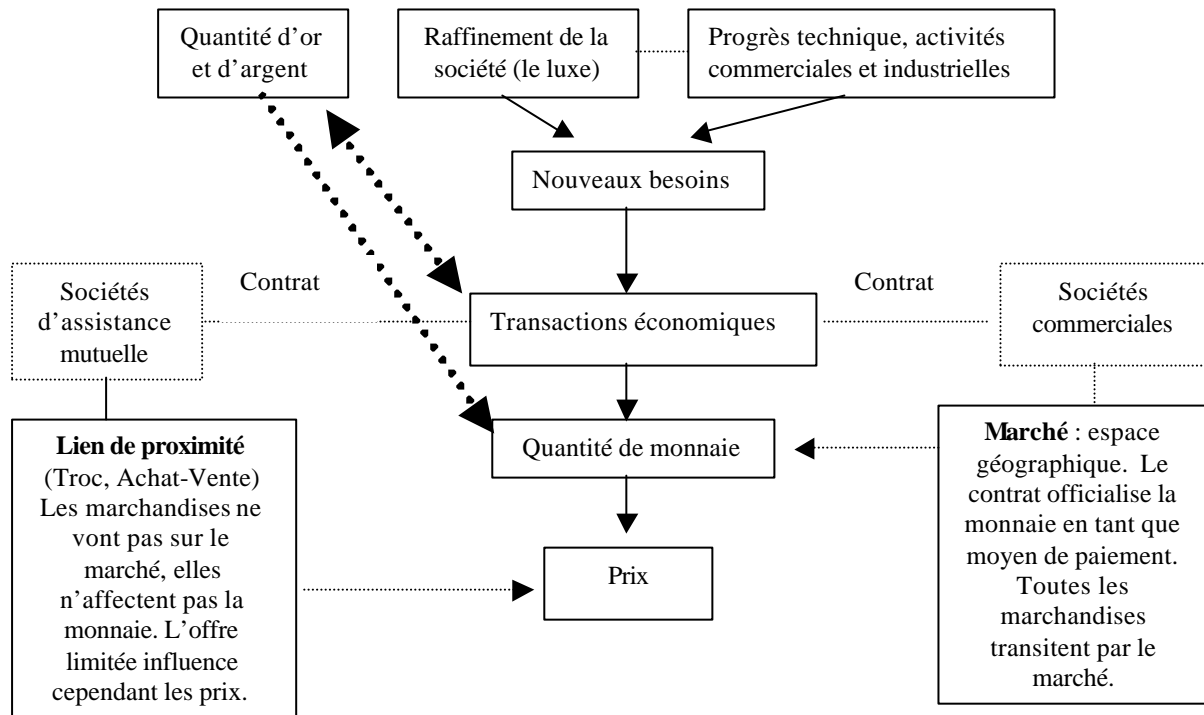 Quantité d’or
et d’argent
Raffinement de la
société (le luxe)
Progrès technique, activités
commerciales et industrielles
Nouveaux besoins
Sociétés
d’assistance
mutuelle
Contrat
Transactions économiques
Contrat
Sociétés
commerciales
Lien de proximité
(Troc, Achat-Vente)
Les marchandises ne
vont pas sur le
marché, elles
n’affectent pas la
monnaie. L’offre
limitée influence
cependant les prix.
Quantité de monnaie
Prix
Marché : espace
géographique. Le
contrat officialise la
monnaie en tant que
moyen de paiement.
Toutes les
marchandises
transitent par le
marché.